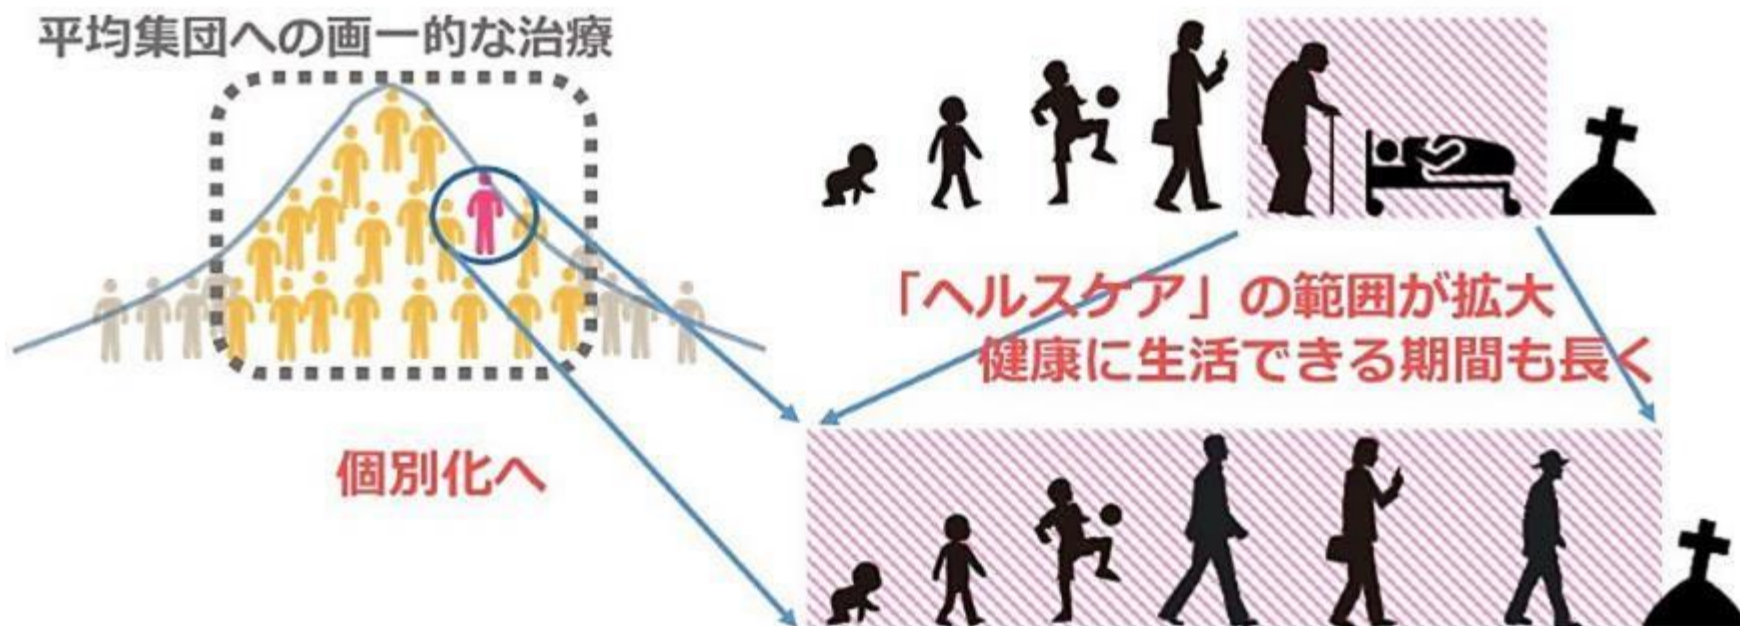 平均集団への画一的な治療
「ヘルスケア」の範囲が拡大
健康に生活できる期間も長く
個別化へ